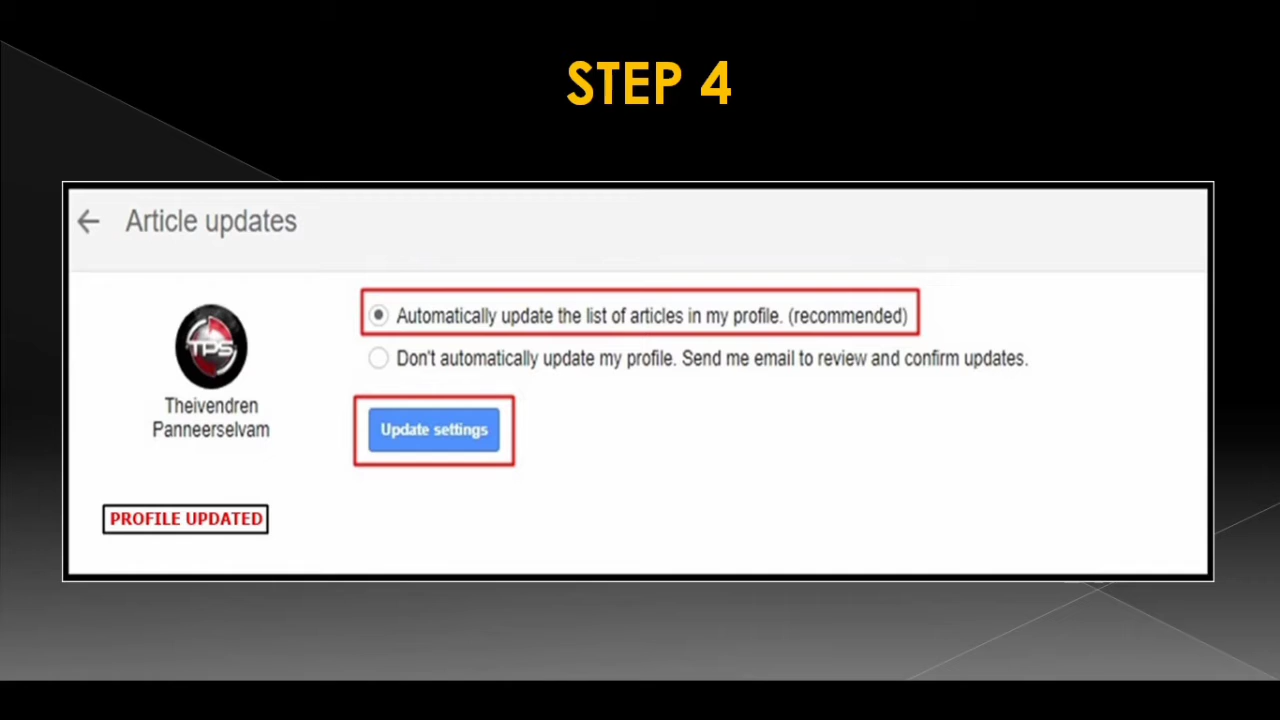 STEP 4
Article updates
Automatically update the list of articles in my profile. (recommended)
Don't automatically update my profile. Send me email to review and confirm updates.
TPS
Theivendren
Panneerselvam
Update settings
PROFILE UPDATED